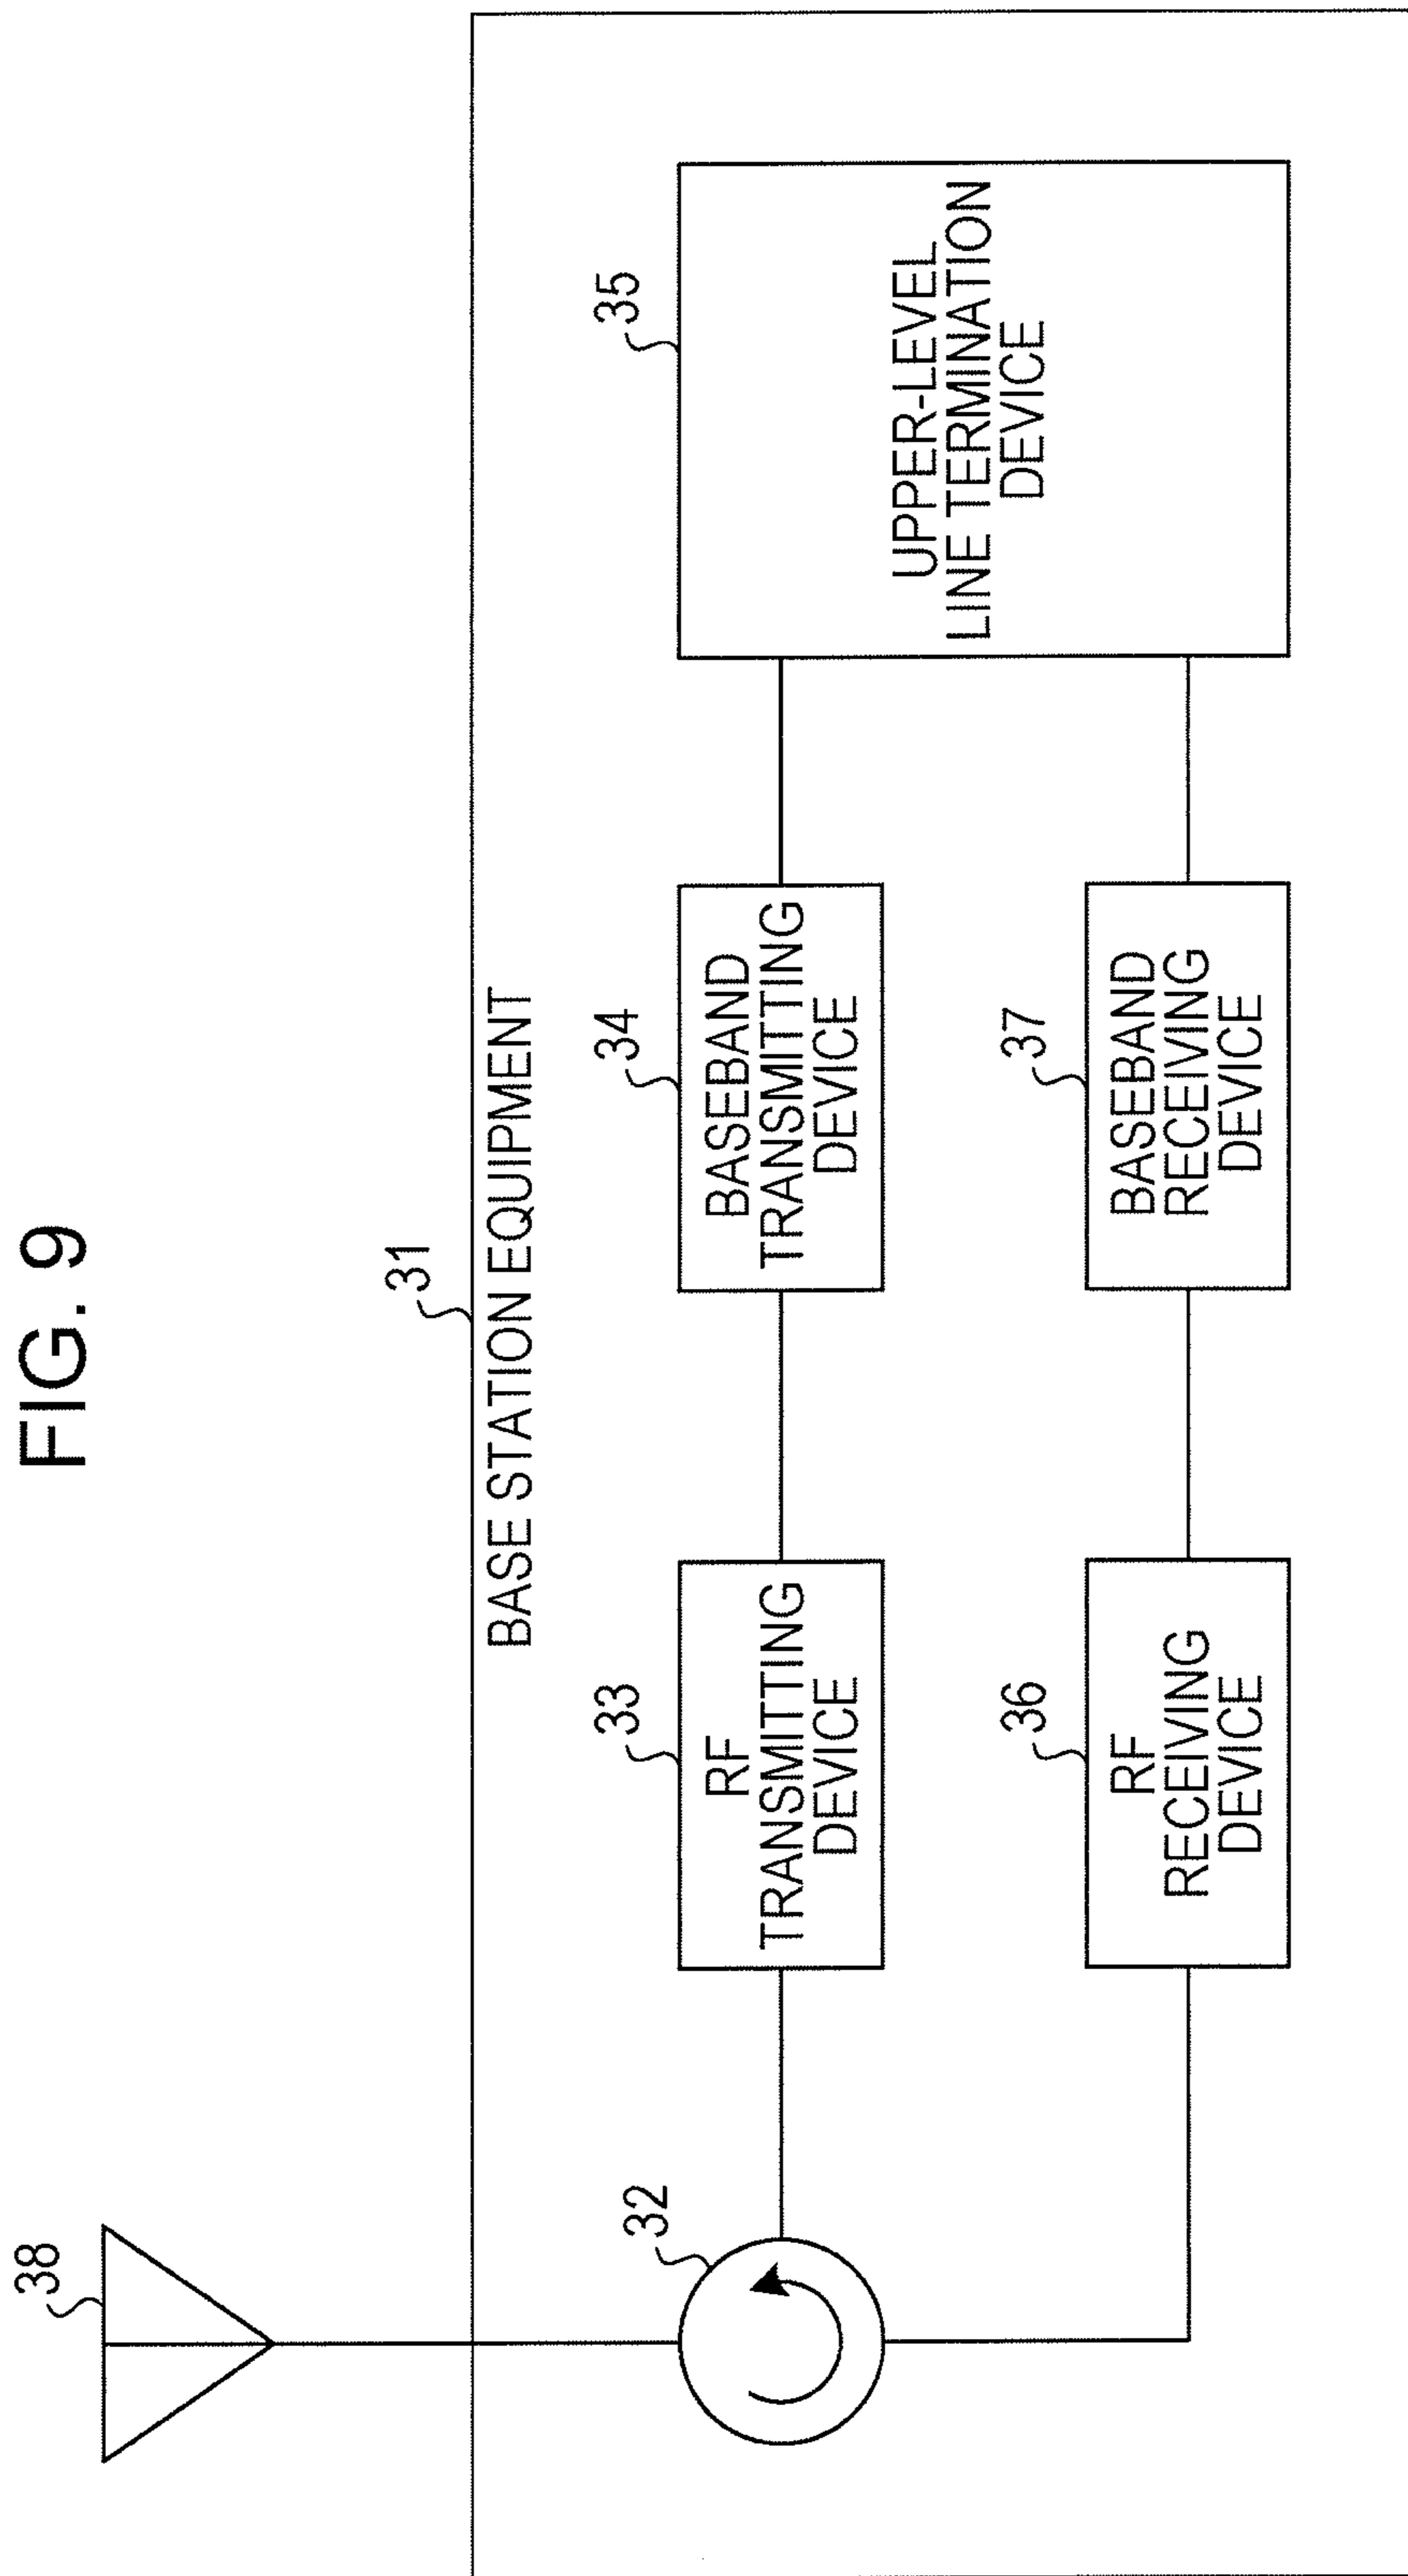 FIG. 9
38
31
BASE STATION EQUIPMENT
32
33
RF
TRANSMITTING
DEVICE
34
BASEBAND
TRANSMITTING
DEVICE
35
UPPER-LEVEL
LINE TERMINATION
DEVICE
36
RF
RECEIVING
DEVICE
37
BASEBAND
RECEIVING
DEVICE